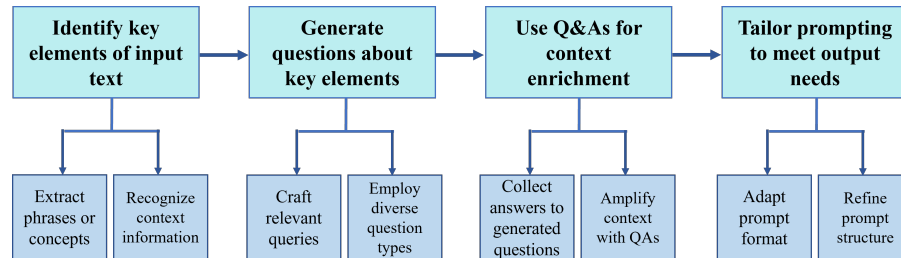 Identify key
elements of input
text
Generate
questions about
key elements
Use Q&As for
context
enrichment
Tailor prompting
to meet output
needs
Extract
phrases or
concepts
Recognize
context
information
Craft
relevant
queries
Employ
diverse
question
types
Collect
answers to
generated
questions
Amplify
context
with QAs
Adapt
prompt
format
Refine
prompt
structure